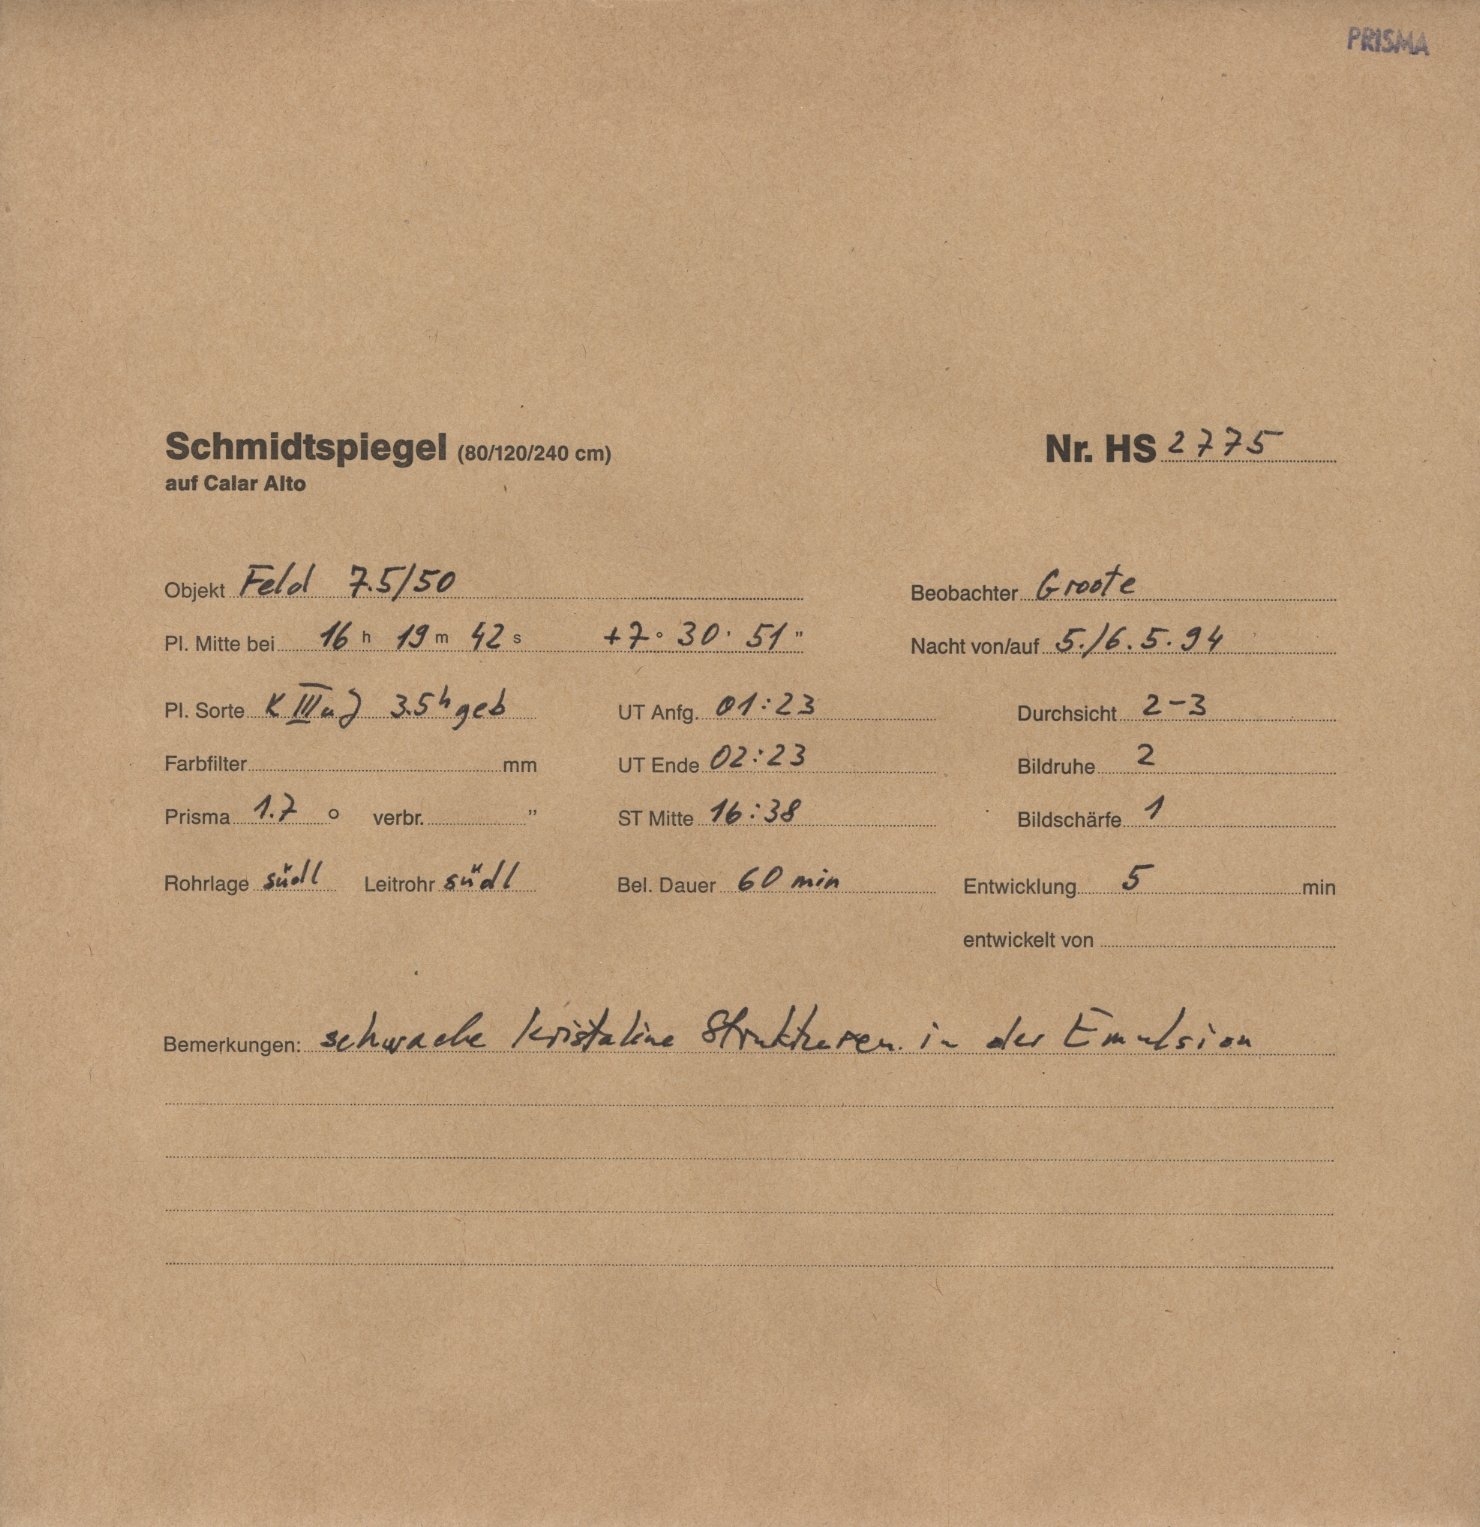 PRISMA
Schmidtspiegel (80/120/240 cm) Nr. HS 2775
auf Calar Alto
Objekt Feld 7.5/50 Beobachter Groote
Pl. Mitte bei 16 h 19 m 42 s +7° 30' 51" Nacht von/auf 5./6.5.94
Pl. Sorte K IIIaJ 3.5h geb UT Anfg. 01:23 Durchsicht 2-3
Farbfilter mm UT Ende 02:23 Bildruhe 2
Prisma 1.7 ° verbr. " ST Mitte 16:38 Bildschärfe 1
Rohrlage südl Leitrohr südl Bel. Dauer 60 min Entwicklung 5 min
entwickelt von
Bemerkungen: schwache kristaline Strukturen in der Emulsion